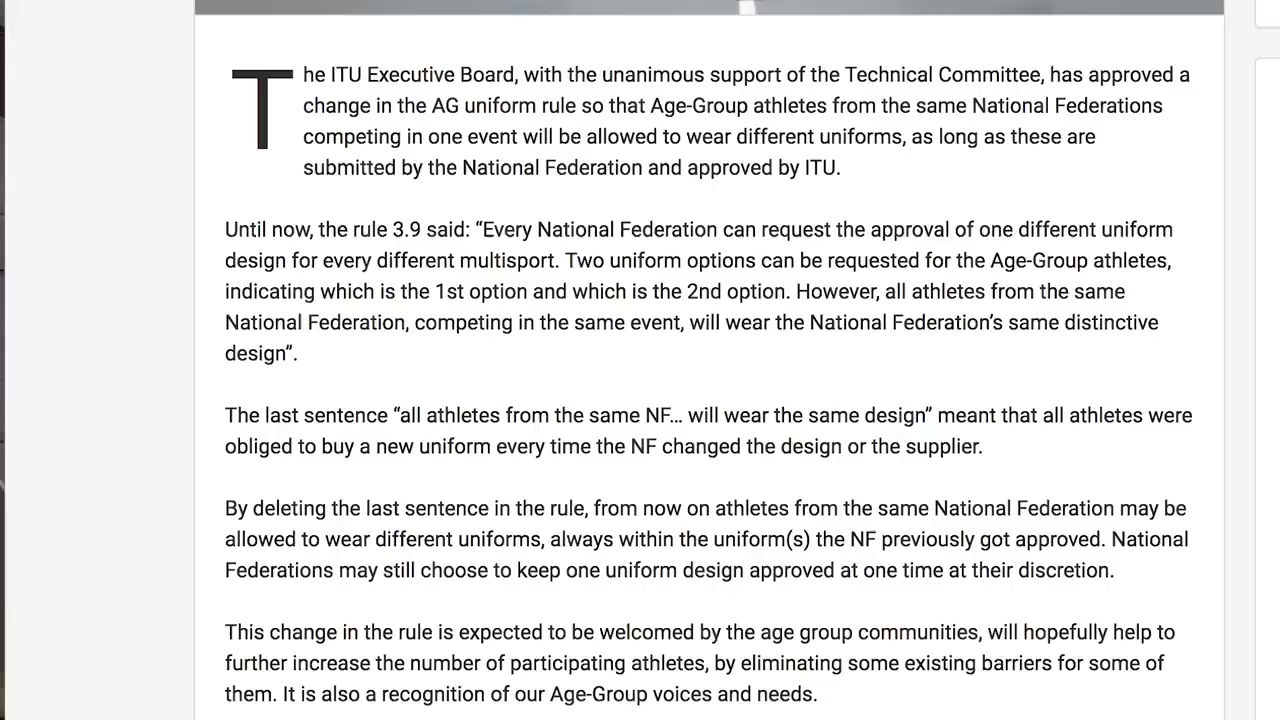 The ITU Executive Board, with the unanimous support of the Technical Committee, has approved a
change in the AG uniform rule so that Age-Group athletes from the same National Federations
competing in one event will be allowed to wear different uniforms, as long as these are
submitted by the National Federation and approved by ITU.
Until now, the rule 3.9 said: “Every National Federation can request the approval of one different uniform
design for every different multisport. Two uniform options can be requested for the Age-Group athletes,
indicating which is the 1st option and which is the 2nd option. However, all athletes from the same
National Federation, competing in the same event, will wear the National Federation’s same distinctive
design”.
The last sentence “all athletes from the same NF… will wear the same design” meant that all athletes were
obliged to buy a new uniform every time the NF changed the design or the supplier.
By deleting the last sentence in the rule, from now on athletes from the same National Federation may be
allowed to wear different uniforms, always within the uniform(s) the NF previously got approved. National
Federations may still choose to keep one uniform design approved at one time at their discretion.
This change in the rule is expected to be welcomed by the age group communities, will hopefully help to
further increase the number of participating athletes, by eliminating some existing barriers for some of
them. It is also a recognition of our Age-Group voices and needs.